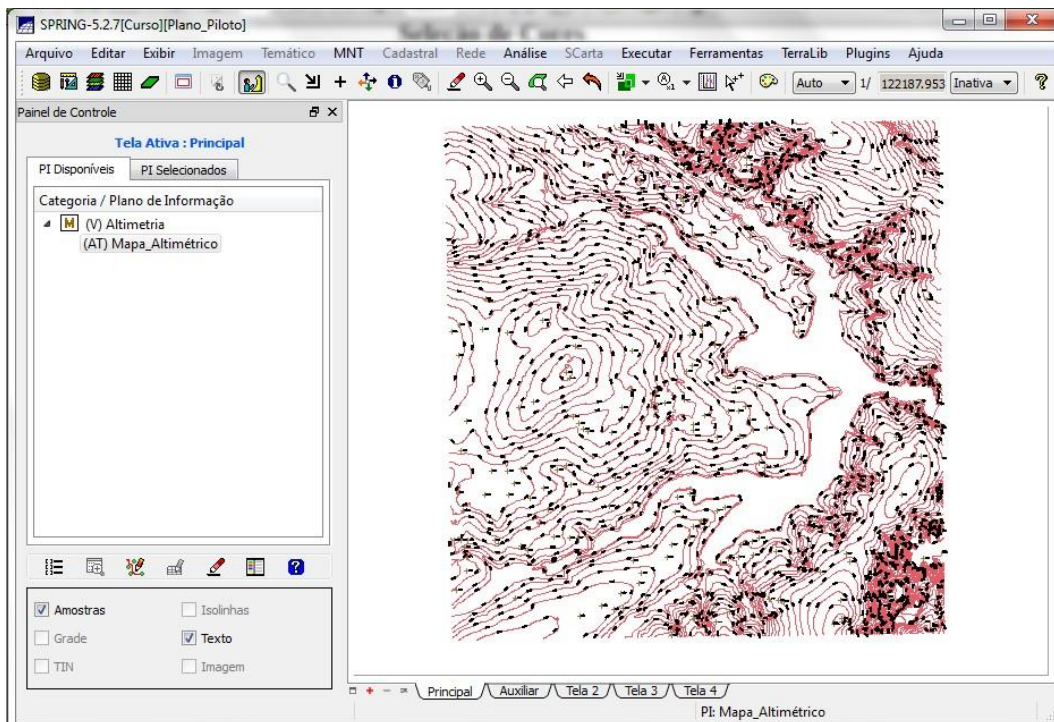 SPRING-5.2.7[Curso][Plano_Piloto]
Seleção de Cores
Arquivo Editar Exibir Imagem Temático MNT Cadastral Rede Análise SCarta Executar Ferramentas TerraLib Plugins Ajuda
Auto 1/ 122187.953 Inativa
Painel de Controle
Tela Ativa : Principal
PI Disponíveis PI Selecionados
Categoria / Plano de Informação
M (V) Altimetria
(AT) Mapa_Altimétrico
Amostras Isolinhas
Grade Texto
TIN Imagem
Principal Auxiliar Tela 2 Tela 3 Tela 4
PI: Mapa_Altimétrico